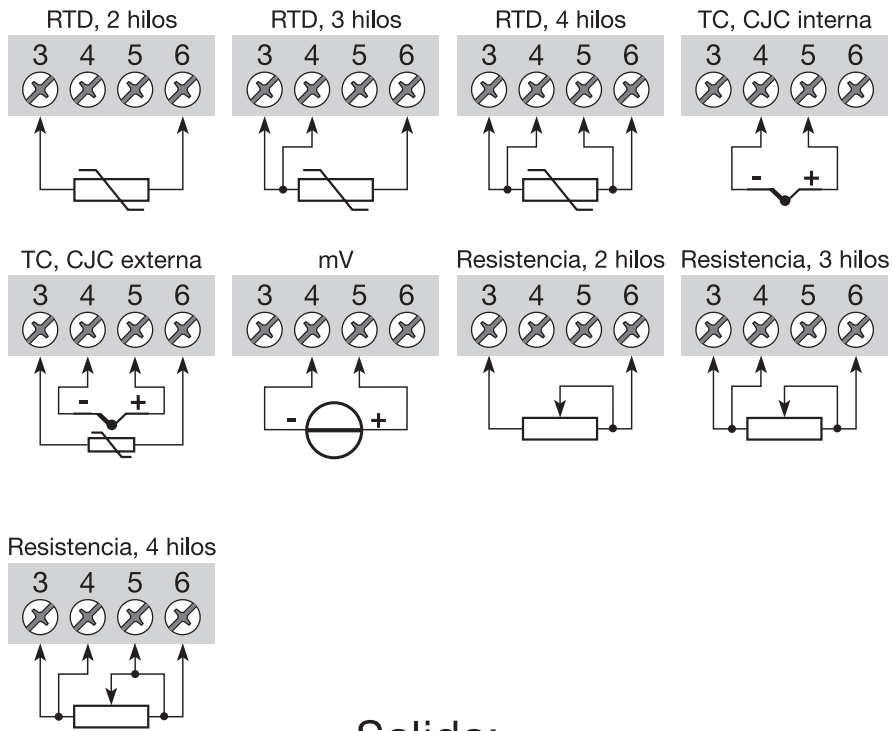 RTD, 2 hilos
3 4 5 6
RTD, 3 hilos
3 4 5 6
RTD, 4 hilos
3 4 5 6
TC, CJC interna
3 4 5 6
- +
TC, CJC externa
3 4 5 6
- +
mV
3 4 5 6
- +
Resistencia, 2 hilos
3 4 5 6
Resistencia, 3 hilos
3 4 5 6
Resistencia, 4 hilos
3 4 5 6